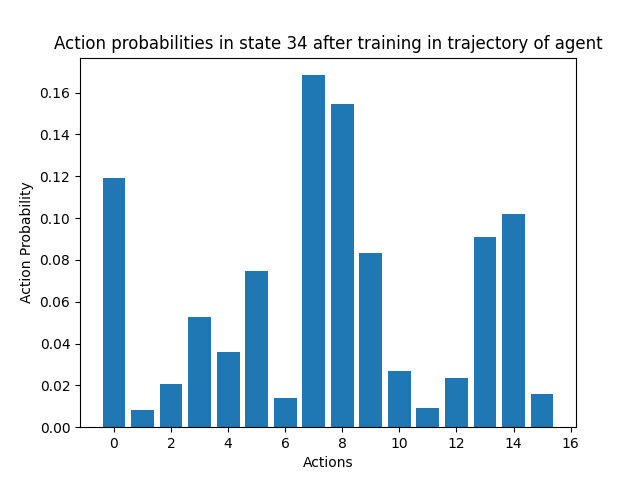 Action probabilities in state 34 after training in trajectory of agent
Action Probability
0.16
0.14
0.12
0.10
0.08
0.06
0.04
0.02
0.00
0 2 4 6 8 10 12 14 16
Actions